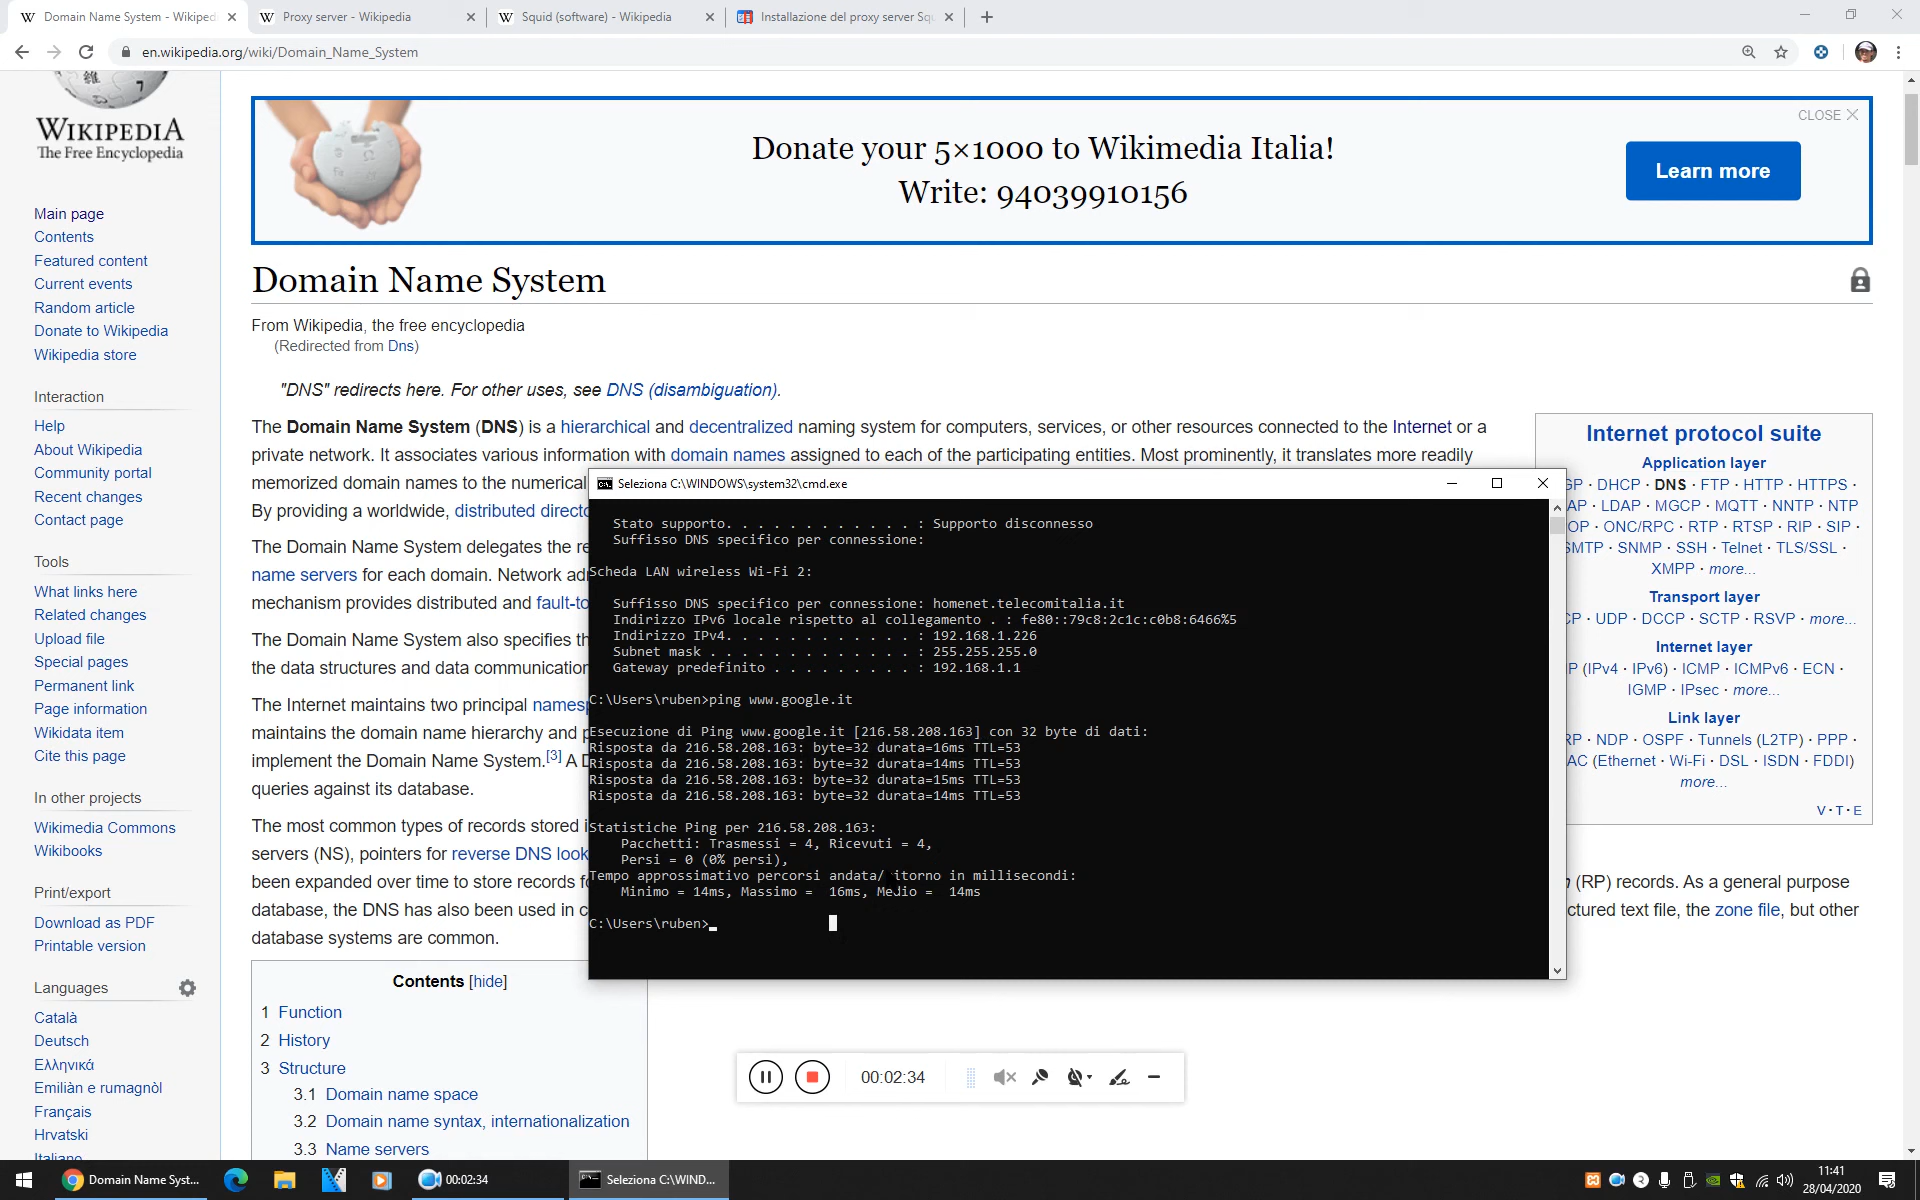 Domain Name System - Wikiped
Proxy server - Wikipedia
Squid (software) - Wikipedia
Installazione del proxy server Sq
en.wikipedia.org/wiki/Domain_Name_System
WIKIPEDIA
The Free Encyclopedia
Main page
Contents
Featured content
Current events
Random article
Donate to Wikipedia
Wikipedia store
Interaction
Help
About Wikipedia
Community portal
Recent changes
Contact page
Tools
What links here
Related changes
Upload file
Special pages
Permanent link
Page information
Wikidata item
Cite this page
In other projects
Wikimedia Commons
Wikibooks
Print/export
Download as PDF
Printable version
Languages
Català
Deutsch
Ελληνικά
Emiliàn e rumagnòl
Français
Hrvatski
Italiano
CLOSE
Donate your 5×1000 to Wikimedia Italia!
Write: 94039910156
Learn more
Domain Name System
From Wikipedia, the free encyclopedia
(Redirected from Dns)
"DNS" redirects here. For other uses, see DNS (disambiguation).
The Domain Name System (DNS) is a hierarchical and decentralized naming system for computers, services, or other resources connected to the Internet or a
private network. It associates various information with domain names assigned to each of the participating entities. Most prominently, it translates more readily
memorized domain names to the numerical
By providing a worldwide, distributed directo
The Domain Name System delegates the re
name servers for each domain. Network ad
mechanism provides distributed and fault-to
The Domain Name System also specifies th
the data structures and data communication
The Internet maintains two principal names
maintains the domain name hierarchy and p
implement the Domain Name System.[3] A D
queries against its database.
The most common types of records stored i
servers (NS), pointers for reverse DNS look
been expanded over time to store records f
database, the DNS has also been used in c
database systems are common.
(RP) records. As a general purpose
ctured text file, the zone file, but other
Contents [hide]
1 Function
2 History
3 Structure
3.1 Domain name space
3.2 Domain name syntax, internationalization
3.3 Name servers
Internet protocol suite
Application layer
GP · DHCP · DNS · FTP · HTTP · HTTPS ·
AP · LDAP · MGCP · MQTT · NNTP · NTP
OP · ONC/RPC · RTP · RTSP · RIP · SIP ·
SMTP · SNMP · SSH · Telnet · TLS/SSL ·
XMPP · more...
Transport layer
CP · UDP · DCCP · SCTP · RSVP · more...
Internet layer
IP (IPv4 · IPv6) · ICMP · ICMPv6 · ECN ·
IGMP · IPsec · more...
Link layer
RP · NDP · OSPF · Tunnels (L2TP) · PPP ·
AC (Ethernet · Wi-Fi · DSL · ISDN · FDDI)
more...
V·T·E
Seleziona C:\WINDOWS\system32\cmd.exe
Stato supporto. . . . . . . . . . . . : Supporto disconnesso
Suffisso DNS specifico per connessione:
Scheda LAN wireless Wi-Fi 2:
Suffisso DNS specifico per connessione: homenet.telecomitalia.it
Indirizzo IPv6 locale rispetto al collegamento . : fe80::79c8:2c1c:c0b8:6466%5
Indirizzo IPv4. . . . . . . . . . . . : 192.168.1.226
Subnet mask . . . . . . . . . . . . . : 255.255.255.0
Gateway predefinito . . . . . . . . . : 192.168.1.1
C:\Users\ruben>ping www.google.it
Esecuzione di Ping www.google.it [216.58.208.163] con 32 byte di dati:
Risposta da 216.58.208.163: byte=32 durata=16ms TTL=53
Risposta da 216.58.208.163: byte=32 durata=14ms TTL=53
Risposta da 216.58.208.163: byte=32 durata=15ms TTL=53
Risposta da 216.58.208.163: byte=32 durata=14ms TTL=53
Statistiche Ping per 216.58.208.163:
Pacchetti: Trasmessi = 4, Ricevuti = 4,
Persi = 0 (0% persi),
Tempo approssimativo percorsi andata/ itorno in millisecondi:
Minimo = 14ms, Massimo = 16ms, Medio = 14ms
C:\Users\ruben>
00:02:34
Domain Name Syst...
00:02:34
Seleziona C:\WIND...
11:41
28/04/2020